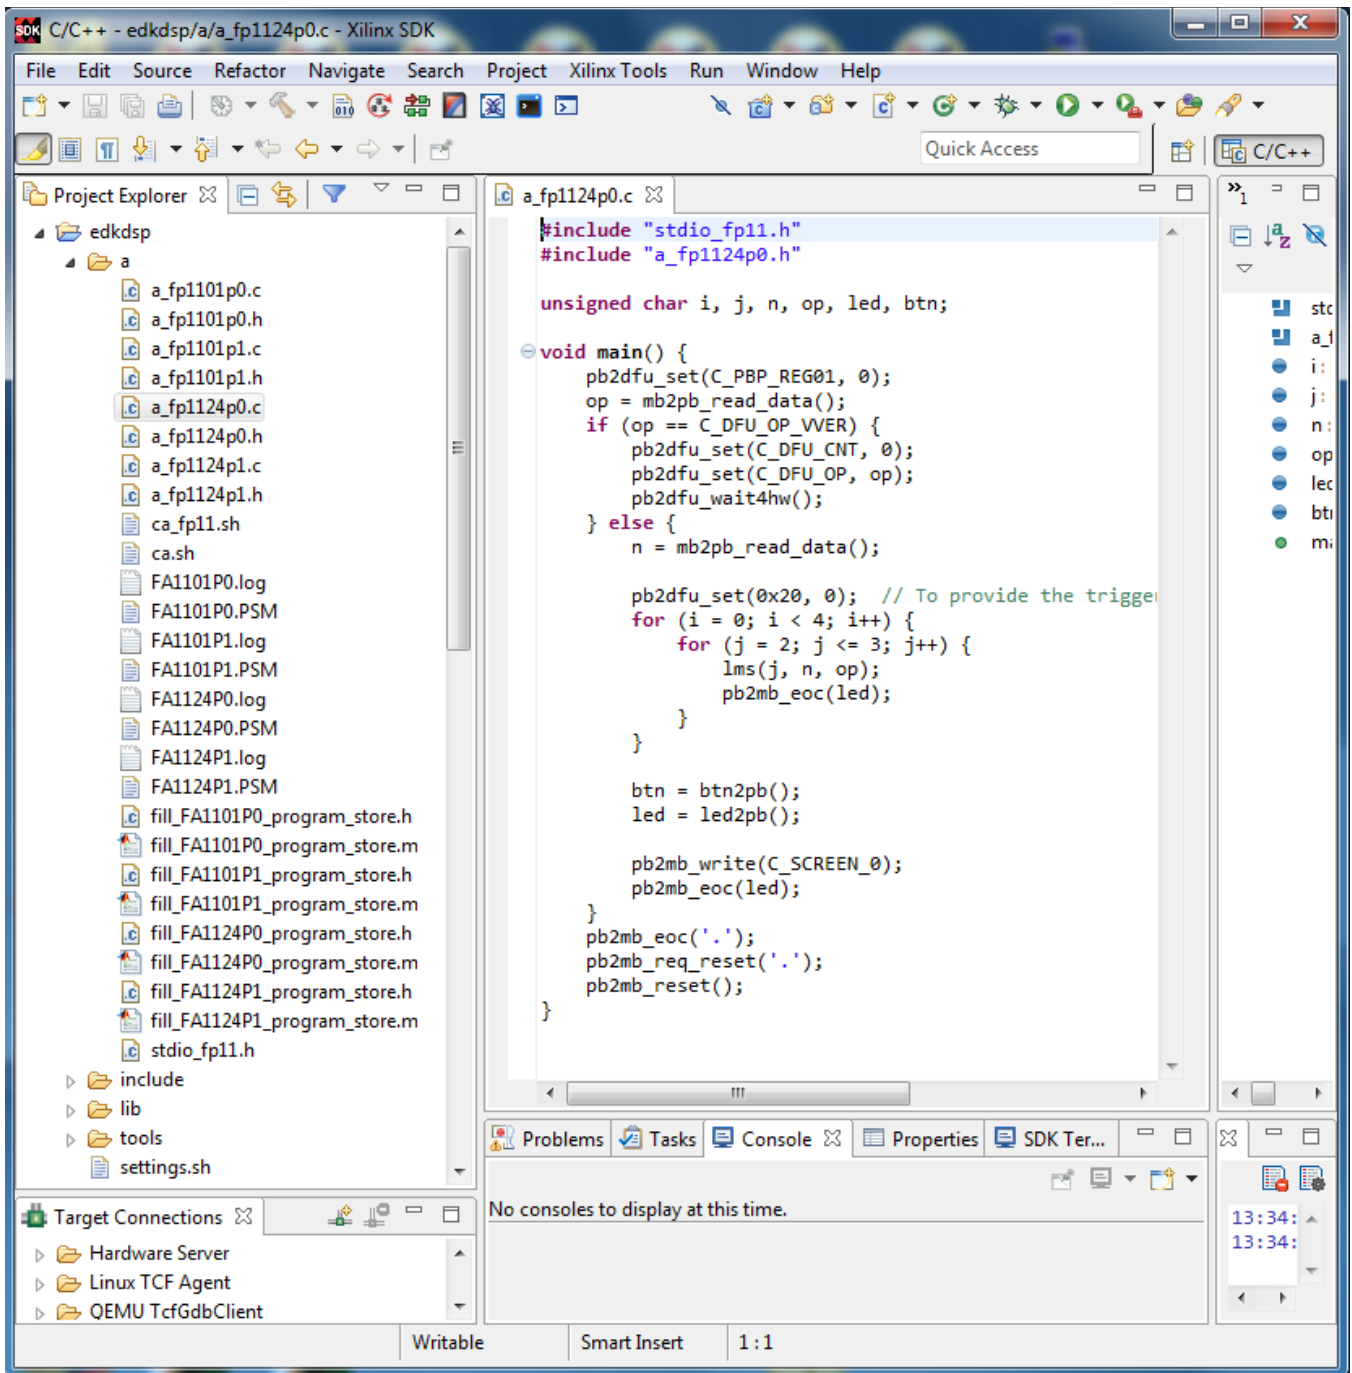 C/C++ - edkdsp/a/a_fp1124p0.c - Xilinx SDK
File Edit Source Refactor Navigate Search Project Xilinx Tools Run Window Help
Quick Access
C/C++
Project Explorer
edkdsp
a
a_fp1101p0.c
a_fp1101p0.h
a_fp1101p1.c
a_fp1101p1.h
a_fp1124p0.c
a_fp1124p0.h
a_fp1124p1.c
a_fp1124p1.h
ca_fp11.sh
ca.sh
FA1101P0.log
FA1101P0.PSM
FA1101P1.log
FA1101P1.PSM
FA1124P0.log
FA1124P0.PSM
FA1124P1.log
FA1124P1.PSM
fill_FA1101P0_program_store.h
fill_FA1101P0_program_store.m
fill_FA1101P1_program_store.h
fill_FA1101P1_program_store.m
fill_FA1124P0_program_store.h
fill_FA1124P0_program_store.m
fill_FA1124P1_program_store.h
fill_FA1124P1_program_store.m
stdio_fp11.h
include
lib
tools
settings.sh
Target Connections
Hardware Server
Linux TCF Agent
QEMU TcfGdbClient
a_fp1124p0.c
#include "stdio_fp11.h"
#include "a_fp1124p0.h"
unsigned char i, j, n, op, led, btn;
void main() {
pb2dfu_set(C_PBP_REG01, 0);
op = mb2pb_read_data();
if (op == C_DFU_OP_VVER) {
pb2dfu_set(C_DFU_CNT, 0);
pb2dfu_set(C_DFU_OP, op);
pb2dfu_wait4hw();
} else {
n = mb2pb_read_data();
pb2dfu_set(0x20, 0);  // To provide the trigger
for (i = 0; i < 4; i++) {
for (j = 2; j <= 3; j++) {
lms(j, n, op);
pb2mb_eoc(led);
}
}
btn = btn2pb();
led = led2pb();
pb2mb_write(C_SCREEN_0);
pb2mb_eoc(led);
}
pb2mb_eoc('.');
pb2mb_req_reset('.');
pb2mb_reset();
}
i :
j :
n :
op
Problems Tasks Console Properties SDK Ter...
No consoles to display at this time.
13:34:
13:34:
Writable Smart Insert 1:1